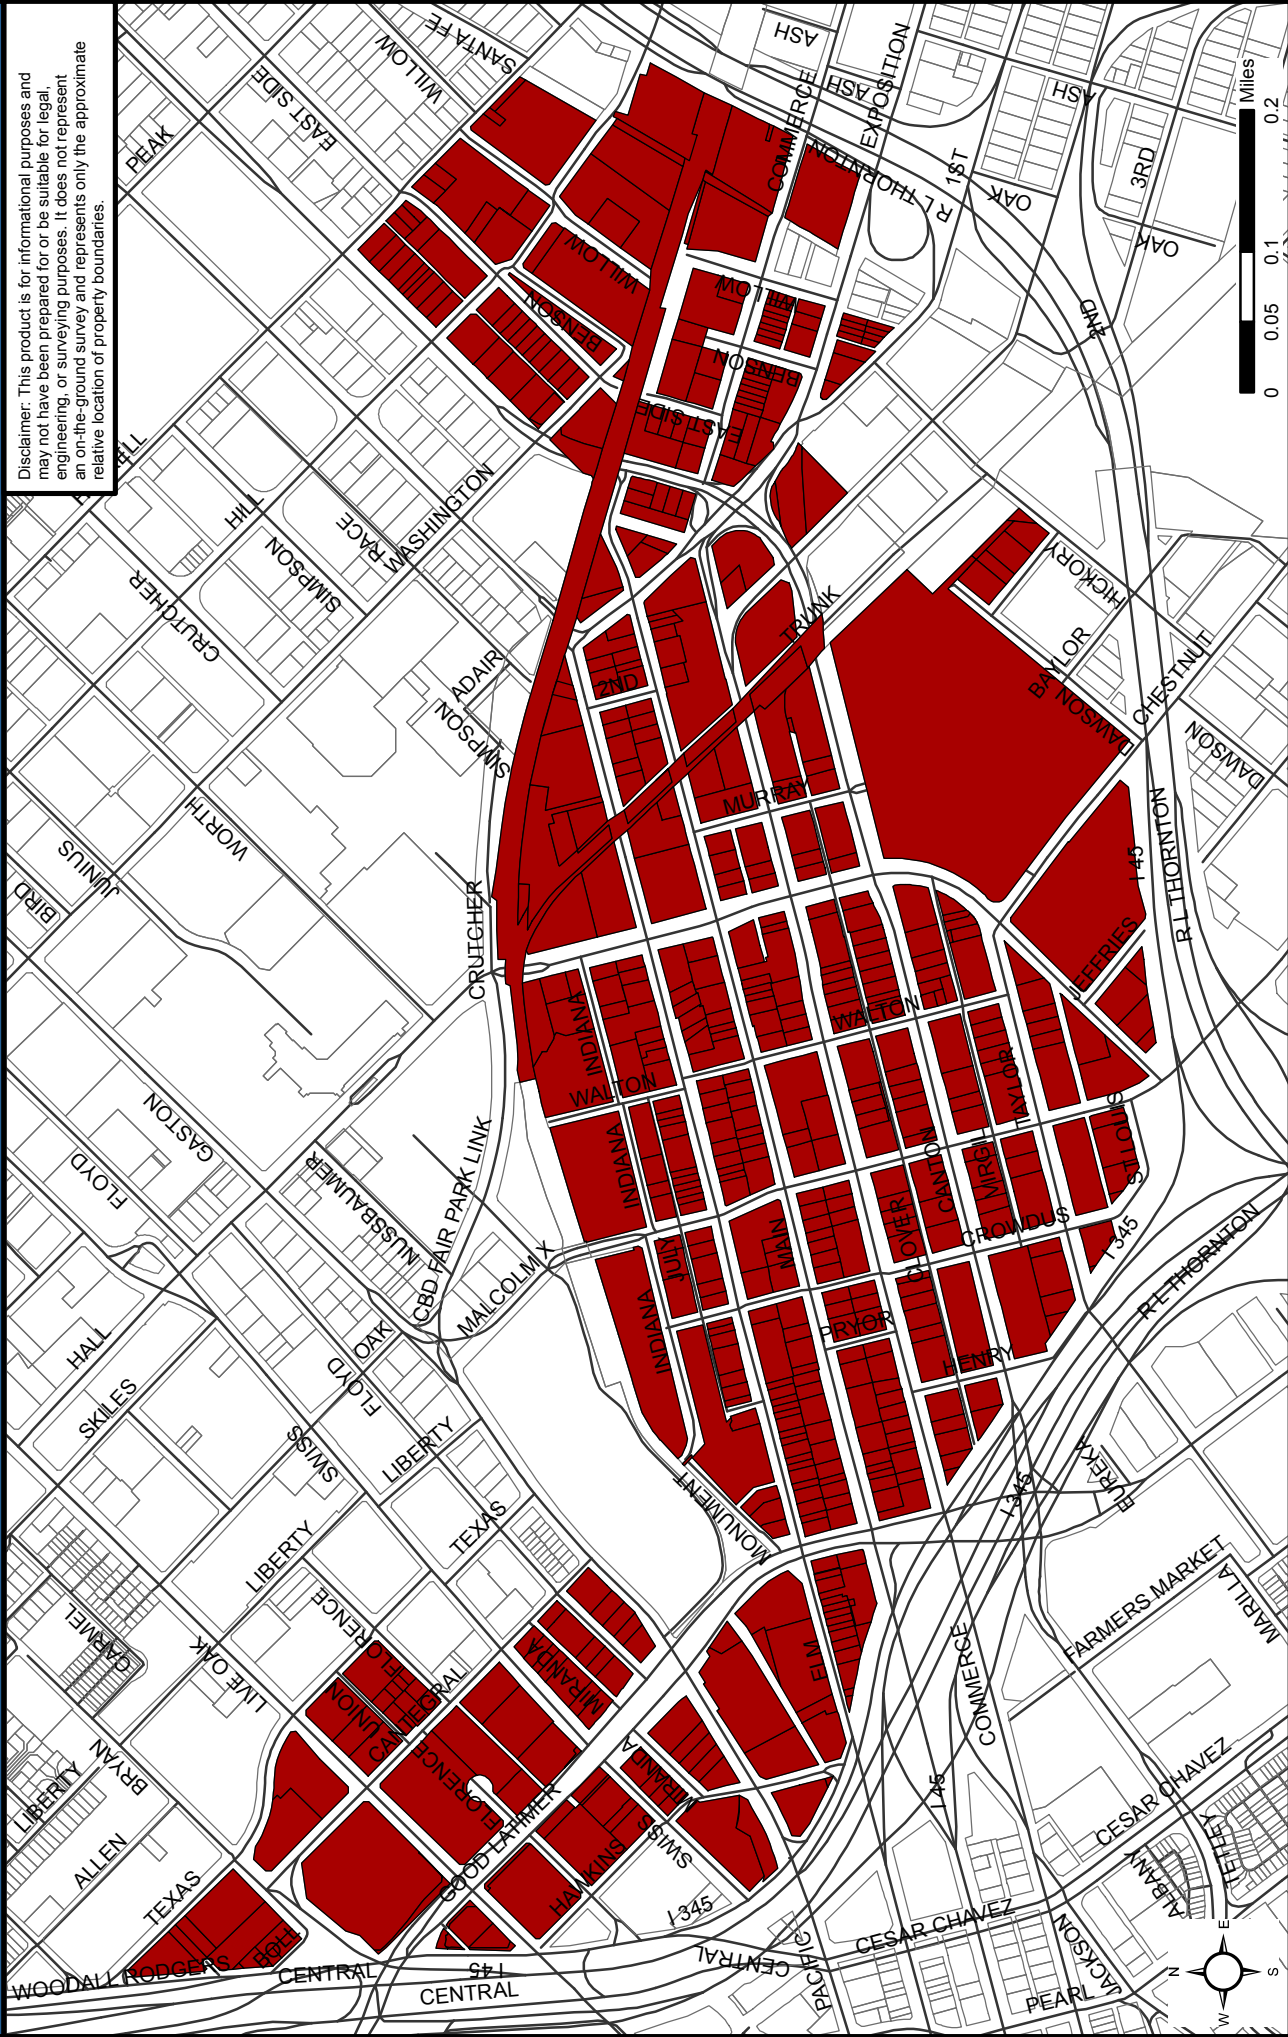 Disclaimer: This product is for informational purposes and
may not have been prepared for or be suitable for legal,
engineering, or surveying purposes. It does not represent
an on-the-ground survey and represents only the approximate
relative location of property boundaries.
SANTA FE
WILLOW
EAST SIDE
PEAK
ASH
ASH
EXPOSITION
COMMERCE
ASH
R L THORNTON
1ST
OAK
3RD
OAK
2ND
Miles
0 0.05 0.1 0.2
WILLOW
BENSON
WILLOW
BENSON
EAST SIDE
HILL
RACE
SIMPSON
WASHINGTON
CRUTCHER
ADAIR
SIMPSON
2ND
TRUNK
HICKORY
BAYLOR
DAWSON
CHESTNUT
DAWSON
MURRAY
I 45
R L THORNTON
JEFFRIES
WORTH
JUNIUS
BIRD
CRUTCHER
INDIANA
WALTON
WALTON
TAYLOR
ST LOUIS
VIRGIL
CANTON
CROWDUS
CLOVER
I 345
R L THORNTON
GASTON
FLOYD
NUSSBAUMER
CBD FAIR PARK LINK
MALCOLM X
INDIANA
JULY
MAIN
INDIANA
PRYOR
HENRY
HALL
SKILES
FLOYD
OAK
SWISS
LIBERTY
TEXAS
LIBERTY
MONUMENT
I 345
EUREKA
FARMERS MARKET
MARILLA
CARMEL
LIVE OAK
FLORENCE
UNION
CANTEGRAL
MIRANDA
ELM
COMMERCE
LIBERTY
BRYAN
ALLEN
TEXAS
FLORENCE
GOOD LATIMER
MIRANDA
SWISS
HAWKINS
I 45
CESAR CHAVEZ
TETLEY
ALBANY
WOODALL RODGERS
BOLL
CENTRAL
I 45
CENTRAL
I 345
CENTRAL
PACIFIC
CESAR CHAVEZ
JACKSON
PEARL
N
W
E
S